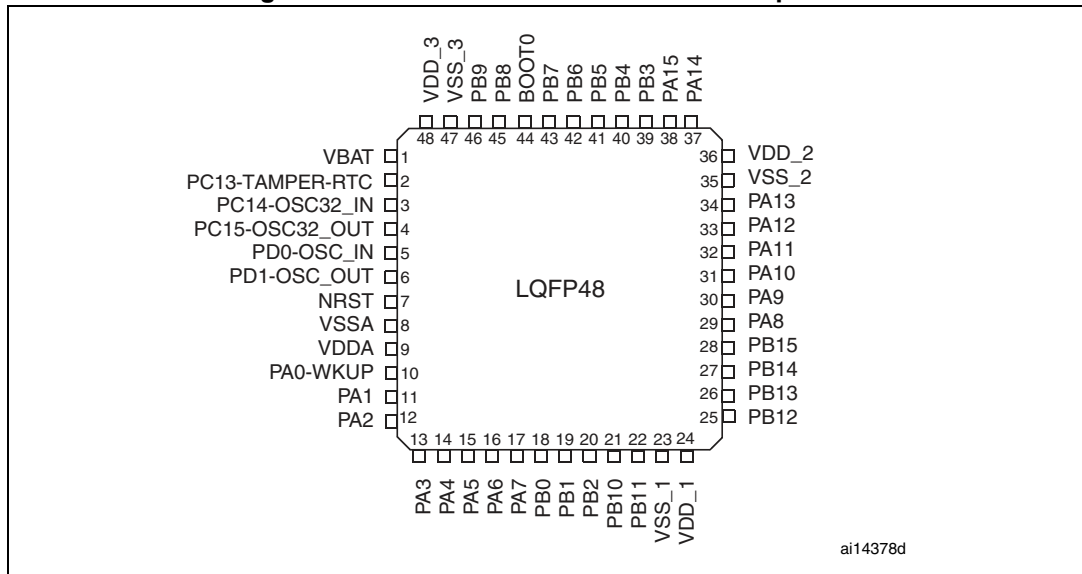 VDD_3
VSS_3
PB9
PB8
BOOT0
PB7
PB6
PB5
PB4
PB3
PA15
PA14
48 47 46 45 44 43 42 41 40 39 38 37
VBAT 1
PC13-TAMPER-RTC 2
PC14-OSC32_IN 3
PC15-OSC32_OUT 4
PD0-OSC_IN 5
PD1-OSC_OUT 6
NRST 7
VSSA 8
VDDA 9
PA0-WKUP 10
PA1 11
PA2 12
LQFP48
36 VDD_2
35 VSS_2
34 PA13
33 PA12
32 PA11
31 PA10
30 PA9
29 PA8
28 PB15
27 PB14
26 PB13
25 PB12
13 14 15 16 17 18 19 20 21 22 23 24
PA3
PA4
PA5
PA6
PA7
PB0
PB1
PB2
PB10
PB11
VSS_1
VDD_1
ai14378d